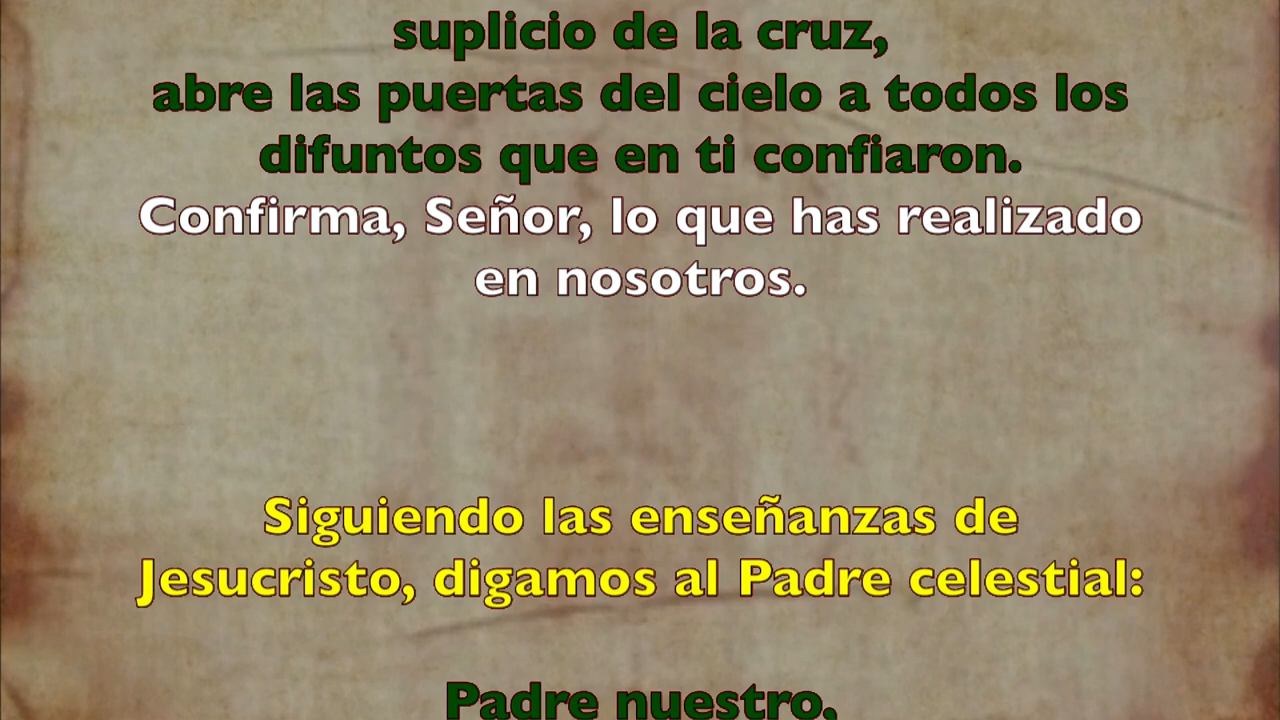 suplicio de la cruz,
abre las puertas del cielo a todos los
difuntos que en ti confiaron.
Confirma, Señor, lo que has realizado
en nosotros.
Siguiendo las enseñanzas de
Jesucristo, digamos al Padre celestial:
Padre nuestro,